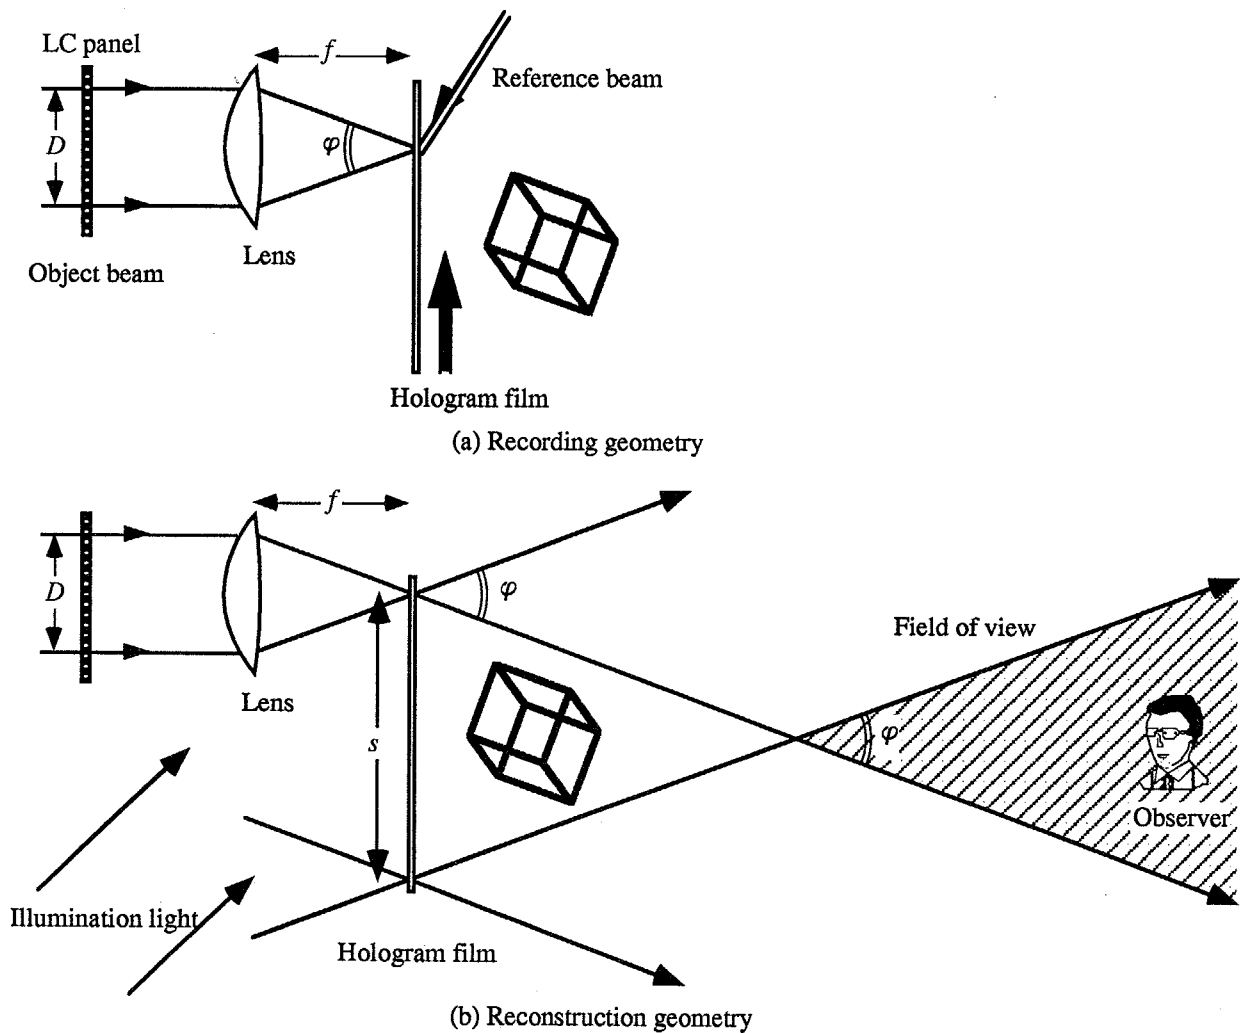 LC panel
f
Reference beam
D
φ
Lens
Object beam
Hologram film
(a) Recording geometry
f
D
φ
Field of view
Lens
s
φ
Observer
Illumination light
Hologram film
(b) Reconstruction geometry